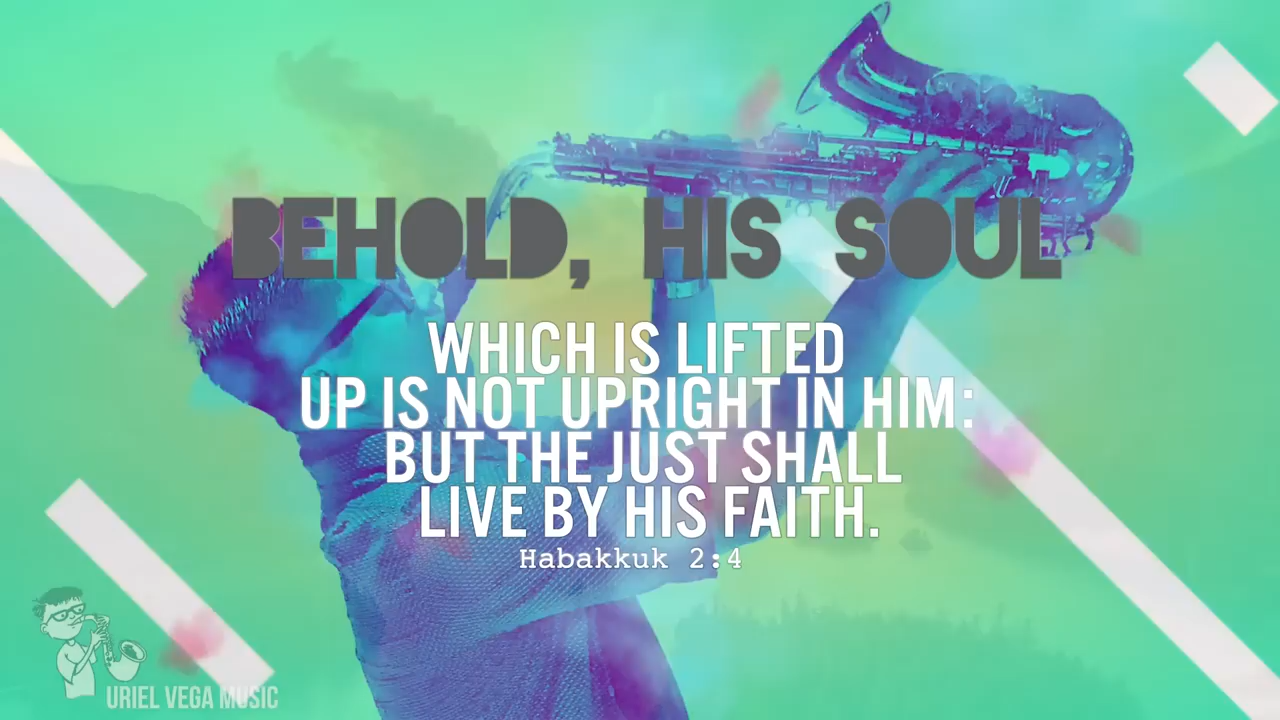 BEHOLD, HIS SOUL
WHICH IS LIFTED
UP IS NOT UPRIGHT IN HIM:
BUT THE JUST SHALL
LIVE BY HIS FAITH.
Habakkuk 2:4
URIEL VEGA MUSIC